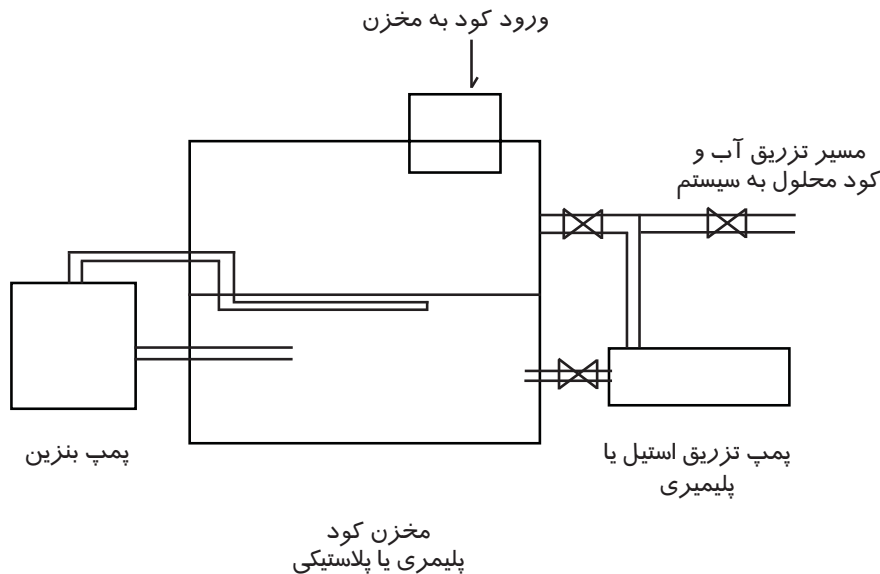 ورود کود به مخزن
مسیر تزریق آب و
کود محلول به سیستم
پمپ بنزین
پمپ تزریق استیل یا
پلیمیری
مخزن کود
پلیمری یا پلاستیکی